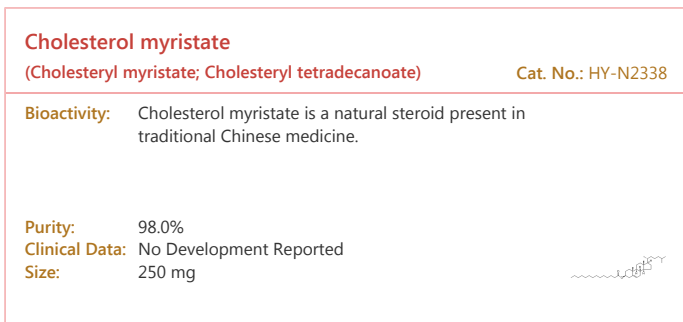 Cholesterol myristate
(Cholesteryl myristate; Cholesteryl tetradecanoate) Cat. No.: HY-N2338
Bioactivity: Cholesterol myristate is a natural steroid present in
traditional Chinese medicine.
Purity: 98.0%
Clinical Data: No Development Reported
Size: 250 mg